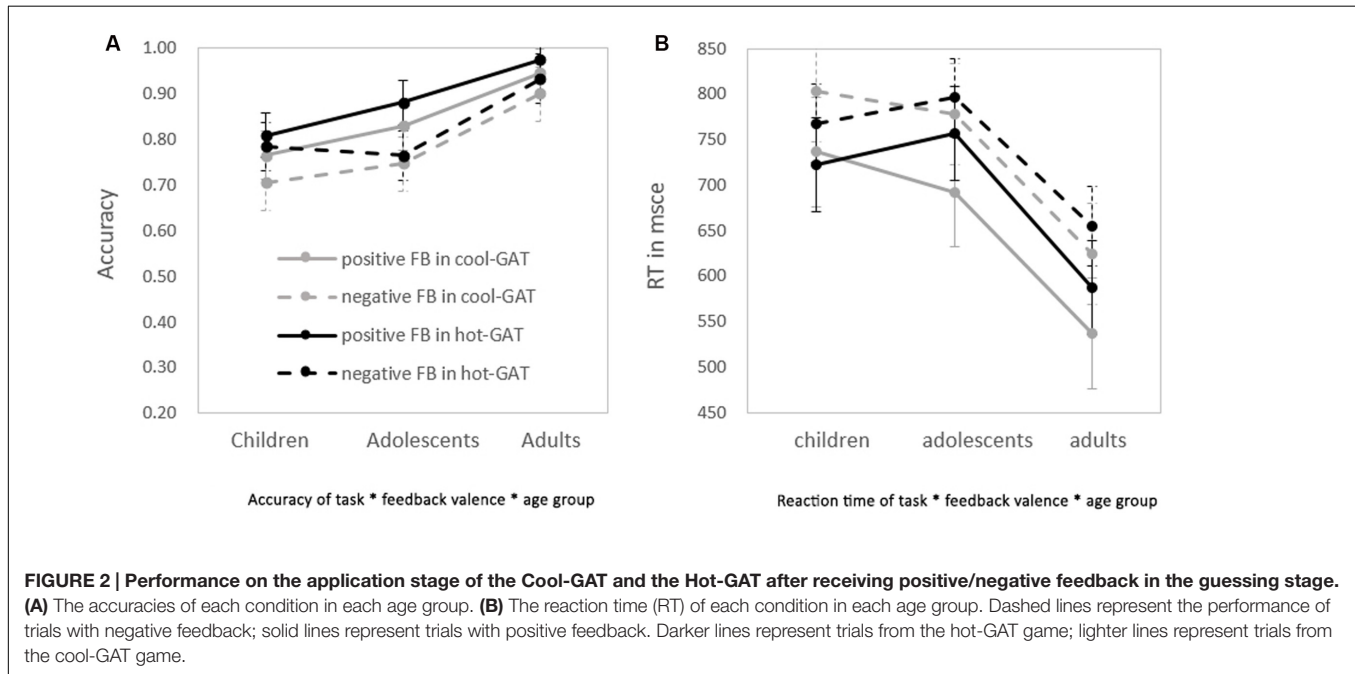 A
1.00
0.90
0.80
0.70
0.60
0.50
0.40
0.30
0.20
Accuracy
positive FB in cool-GAT
negative FB in cool-GAT
positive FB in hot-GAT
negative FB in hot-GAT
Children Adolescents Adults
Accuracy of task * feedback valence * age group
B
850
800
750
700
650
600
550
500
450
RT in msce
children adolescents adults
Reaction time of task * feedback valence * age group
FIGURE 2 | Performance on the application stage of the Cool-GAT and the Hot-GAT after receiving positive/negative feedback in the guessing stage.
(A) The accuracies of each condition in each age group. (B) The reaction time (RT) of each condition in each age group. Dashed lines represent the performance of
trials with negative feedback; solid lines represent trials with positive feedback. Darker lines represent trials from the hot-GAT game; lighter lines represent trials from
the cool-GAT game.